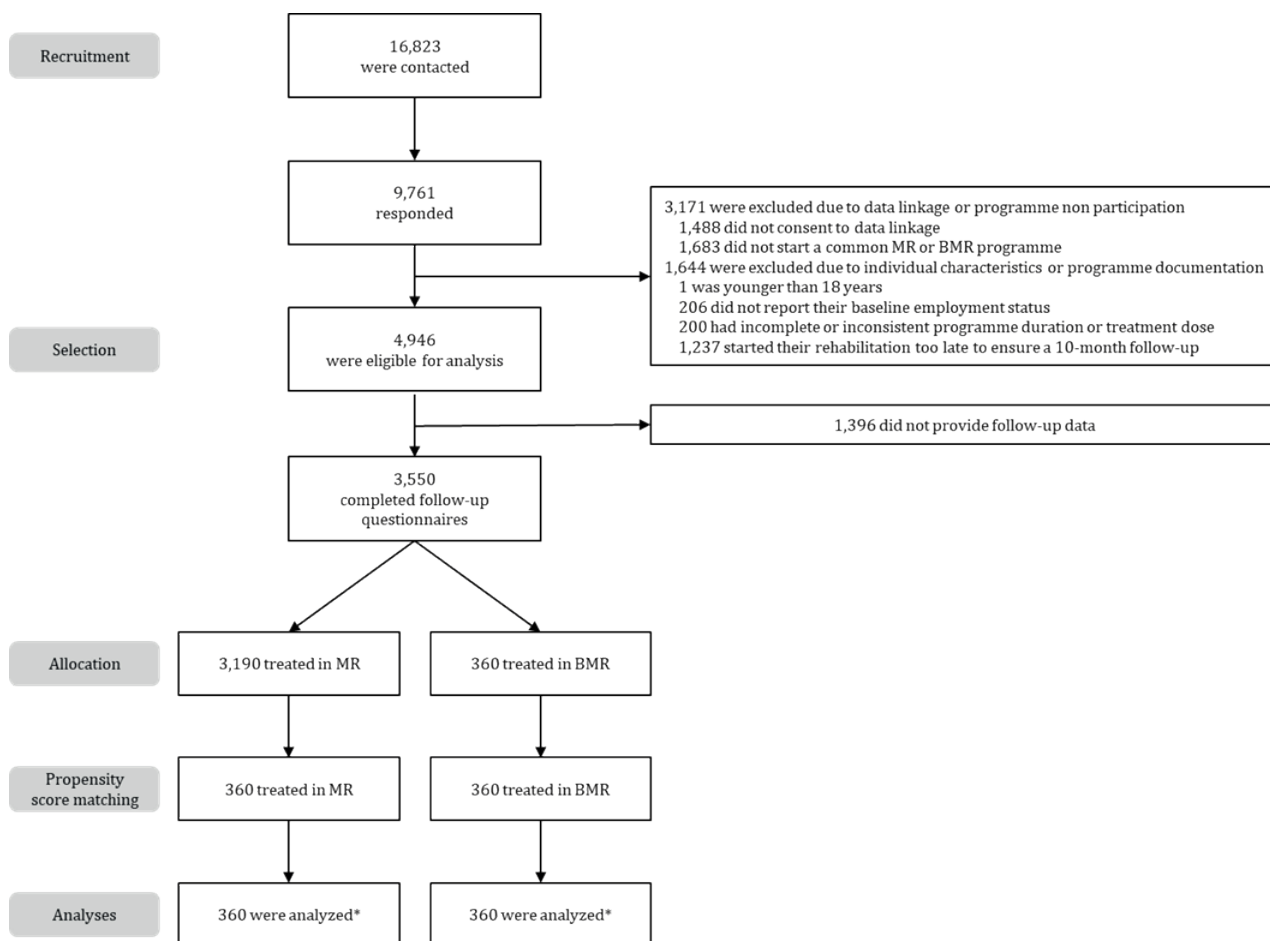 Recruitment
16,823
were contacted
9,761
responded
3,171 were excluded due to data linkage or programme non participation
1,488 did not consent to data linkage
1,683 did not start a common MR or BMR programme
1,644 were excluded due to individual characteristics or programme documentation
1 was younger than 18 years
206 did not report their baseline employment status
200 had incomplete or inconsistent programme duration or treatment dose
1,237 started their rehabilitation too late to ensure a 10-month follow-up
Selection
4,946
were eligible for analysis
1,396 did not provide follow-up data
3,550
completed follow-up
questionnaires
Allocation
3,190 treated in MR
360 treated in BMR
Propensity
score matching
360 treated in MR
360 treated in BMR
Analyses
360 were analyzed*
360 were analyzed*